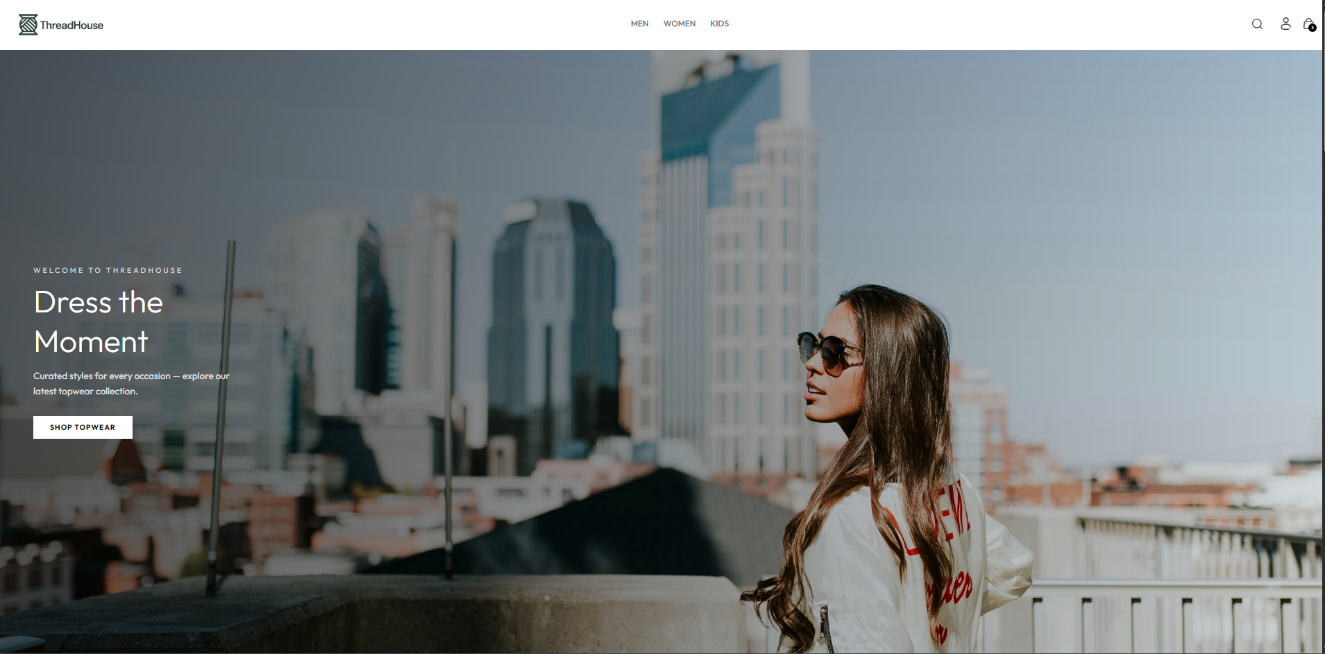 ThreadHouse
MEN WOMEN KIDS
WELCOME TO THREADHOUSE
Dress the
Moment
Curated styles for every occasion — explore our
latest topwear collection.
SHOP TOPWEAR